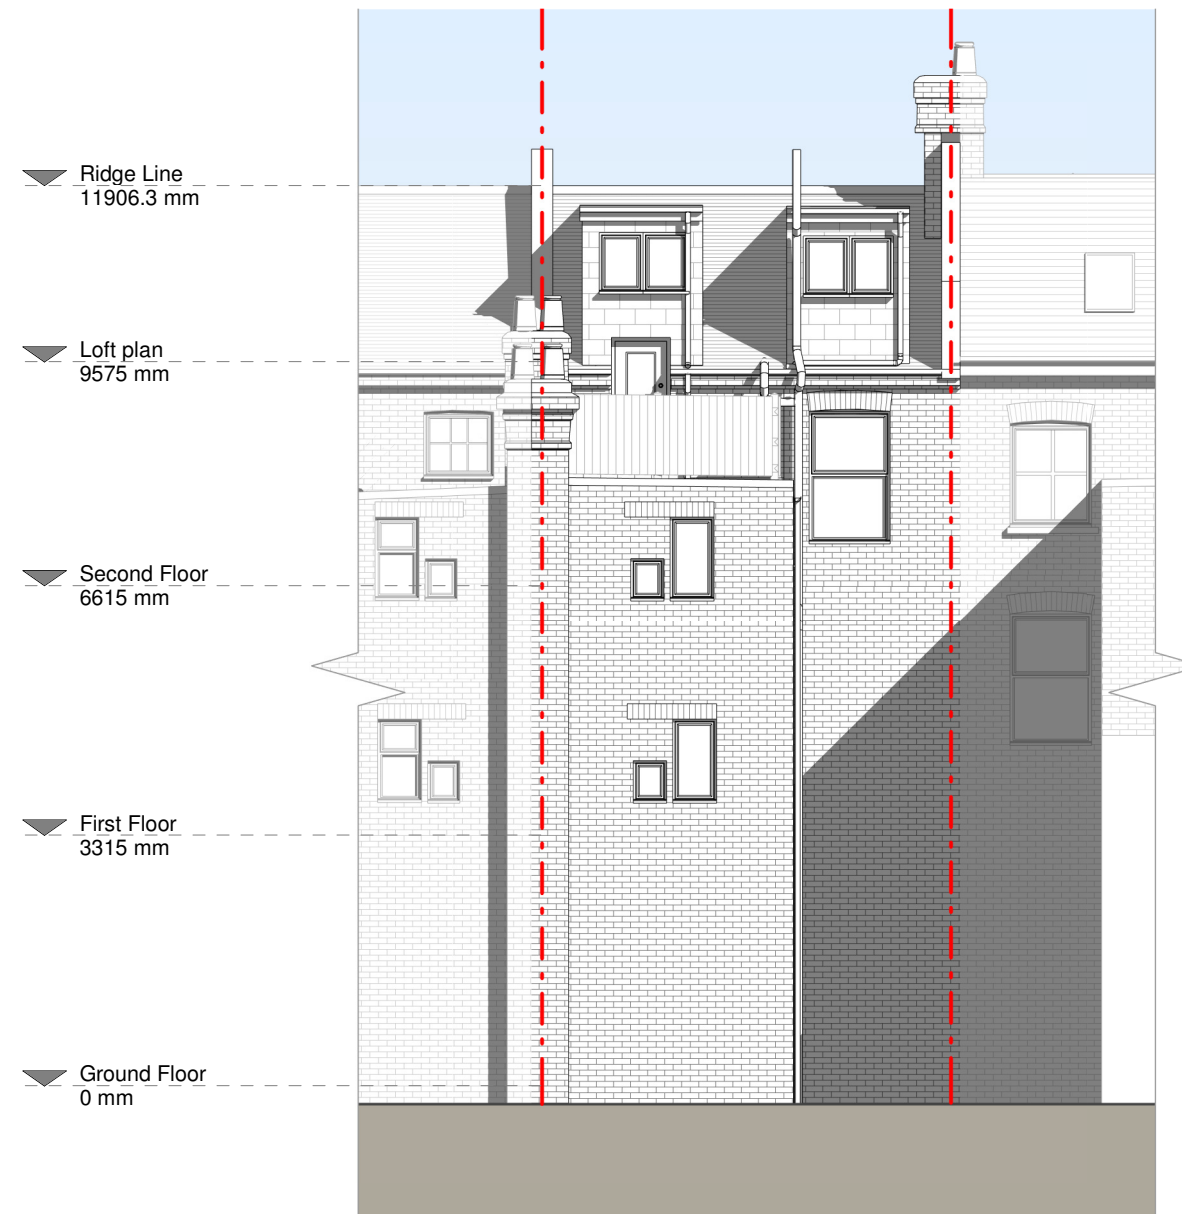 Ridge Line
11906.3 mm
Loft plan
9575 mm
Second Floor
6615 mm
First Floor
3315 mm
Ground Floor
0 mm